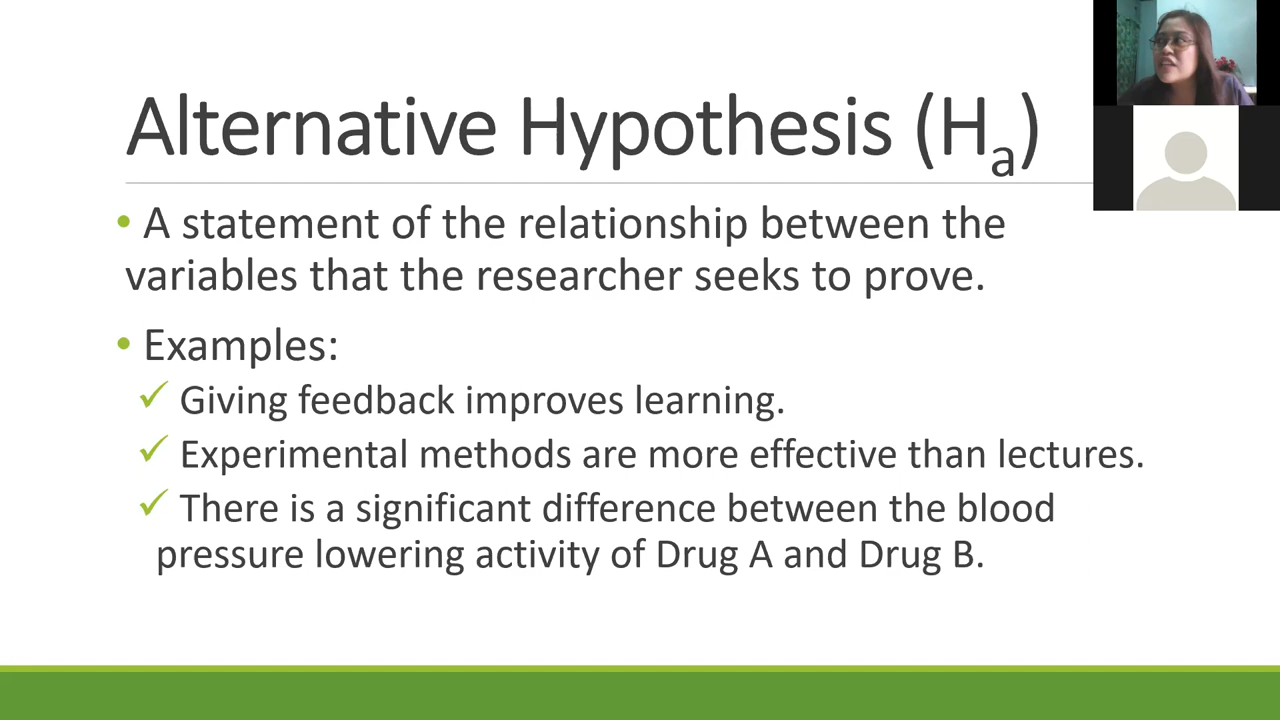 Alternative Hypothesis (Ha)
• A statement of the relationship between the
variables that the researcher seeks to prove.
• Examples:
✓ Giving feedback improves learning.
✓ Experimental methods are more effective than lectures.
✓ There is a significant difference between the blood
pressure lowering activity of Drug A and Drug B.